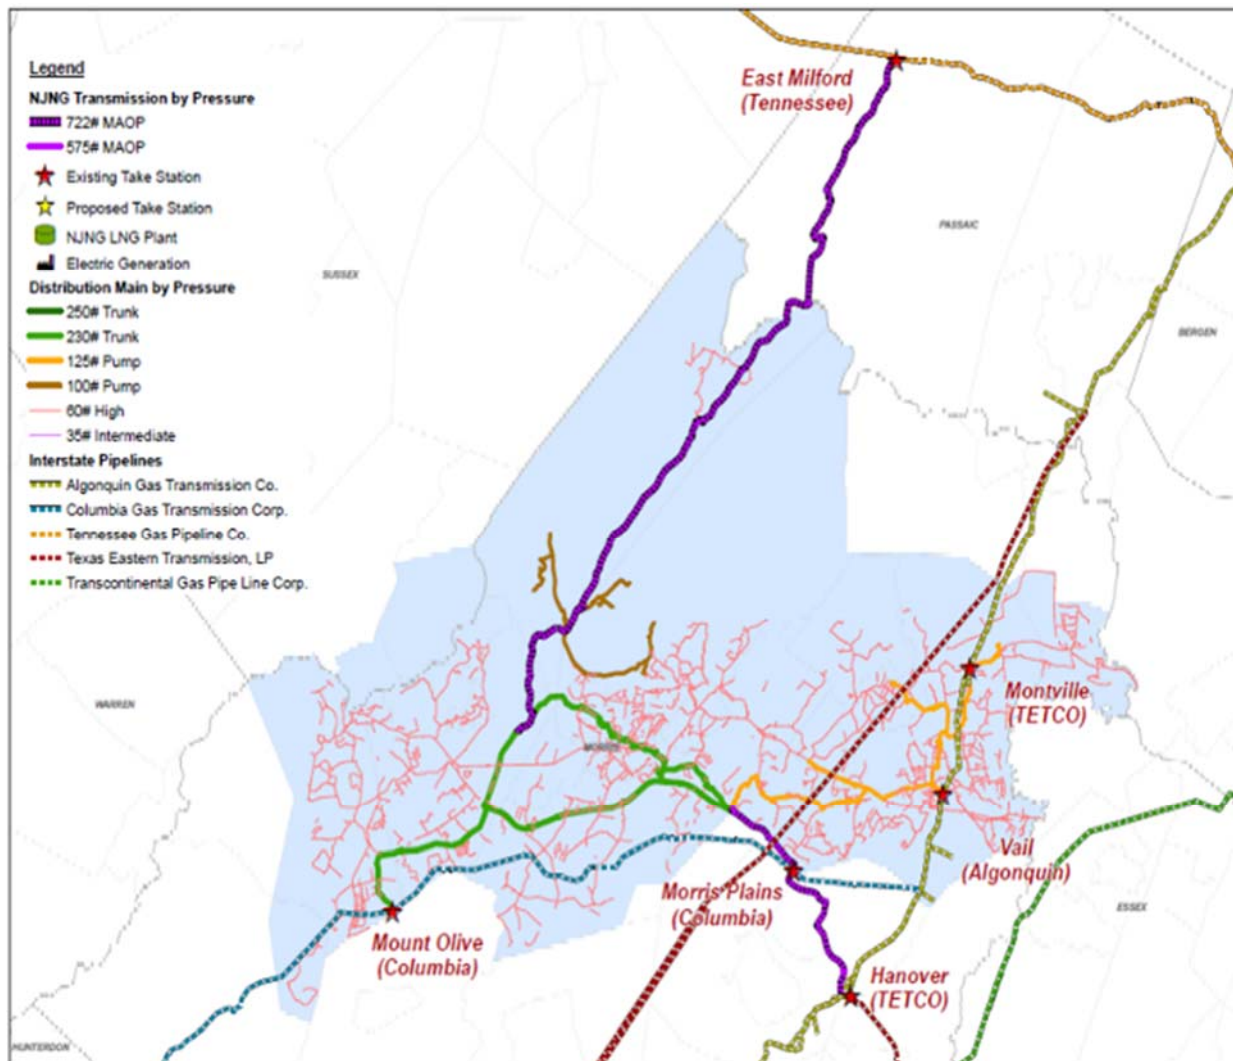 Legend
NJNG Transmission by Pressure
722# MAOP
575# MAOP
Existing Take Station
Proposed Take Station
NJNG LNG Plant
Electric Generation
Distribution Main by Pressure
250# Trunk
230# Trunk
125# Pump
100# Pump
60# High
35# Intermediate
Interstate Pipelines
Algonquin Gas Transmission Co.
Columbia Gas Transmission Corp.
Tennessee Gas Pipeline Co.
Texas Eastern Transmission, LP
Transcontinental Gas Pipe Line Corp.
East Milford
(Tennessee)
PASSAIC
SUSSEX
BERGEN
WARREN
MORRIS
Montville
(TETCO)
Vail
(Algonquin)
Morris Plains
(Columbia)
ESSEX
Mount Olive
(Columbia)
Hanover
(TETCO)
HUNTERDON